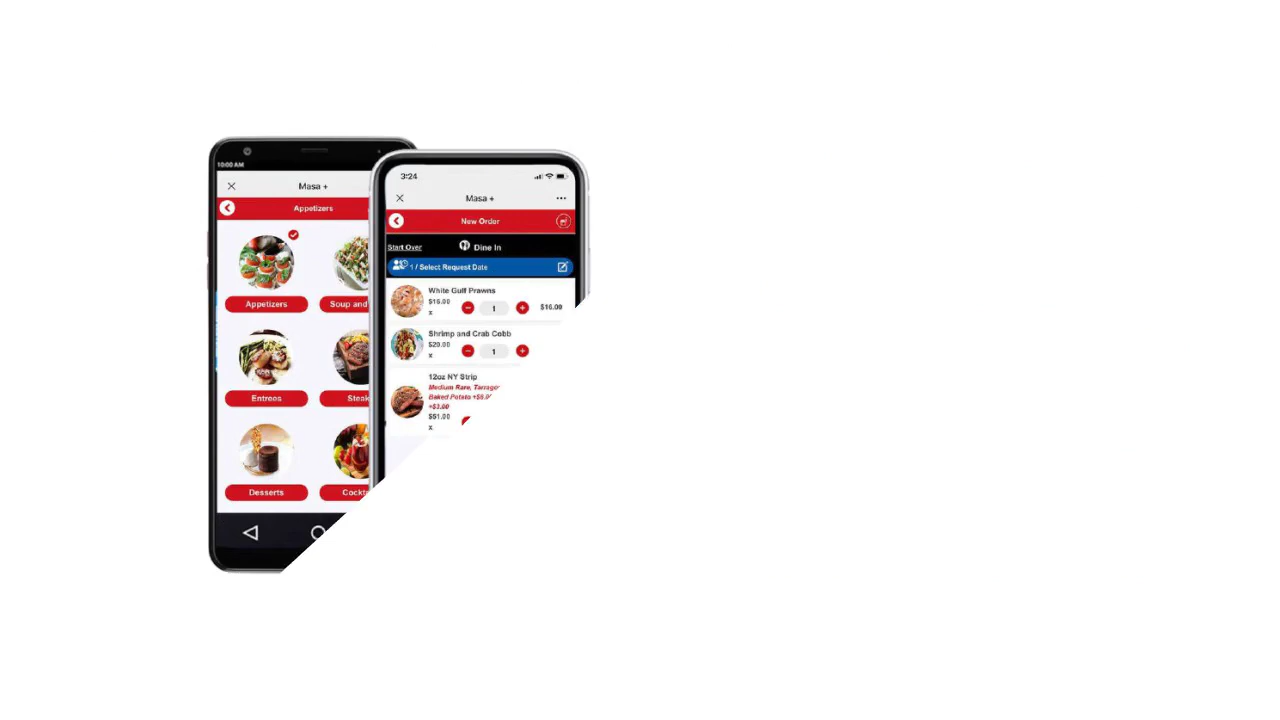 10:00 AM
Masa +
Appetizers
Appetizers
Soup and
Entrees
Steak
Desserts
Cockt
3:24
Masa +
New Order
Start Over
Dine In
1 / Select Request Date
White Gulf Prawns
$16.00
x
1
$16.00
Shrimp and Crab Cobb
$20.00
x
1
12oz NY Strip
Medium Rare, Tarragon
Baked Potato +$6.0
+$3.00
$51.00
x